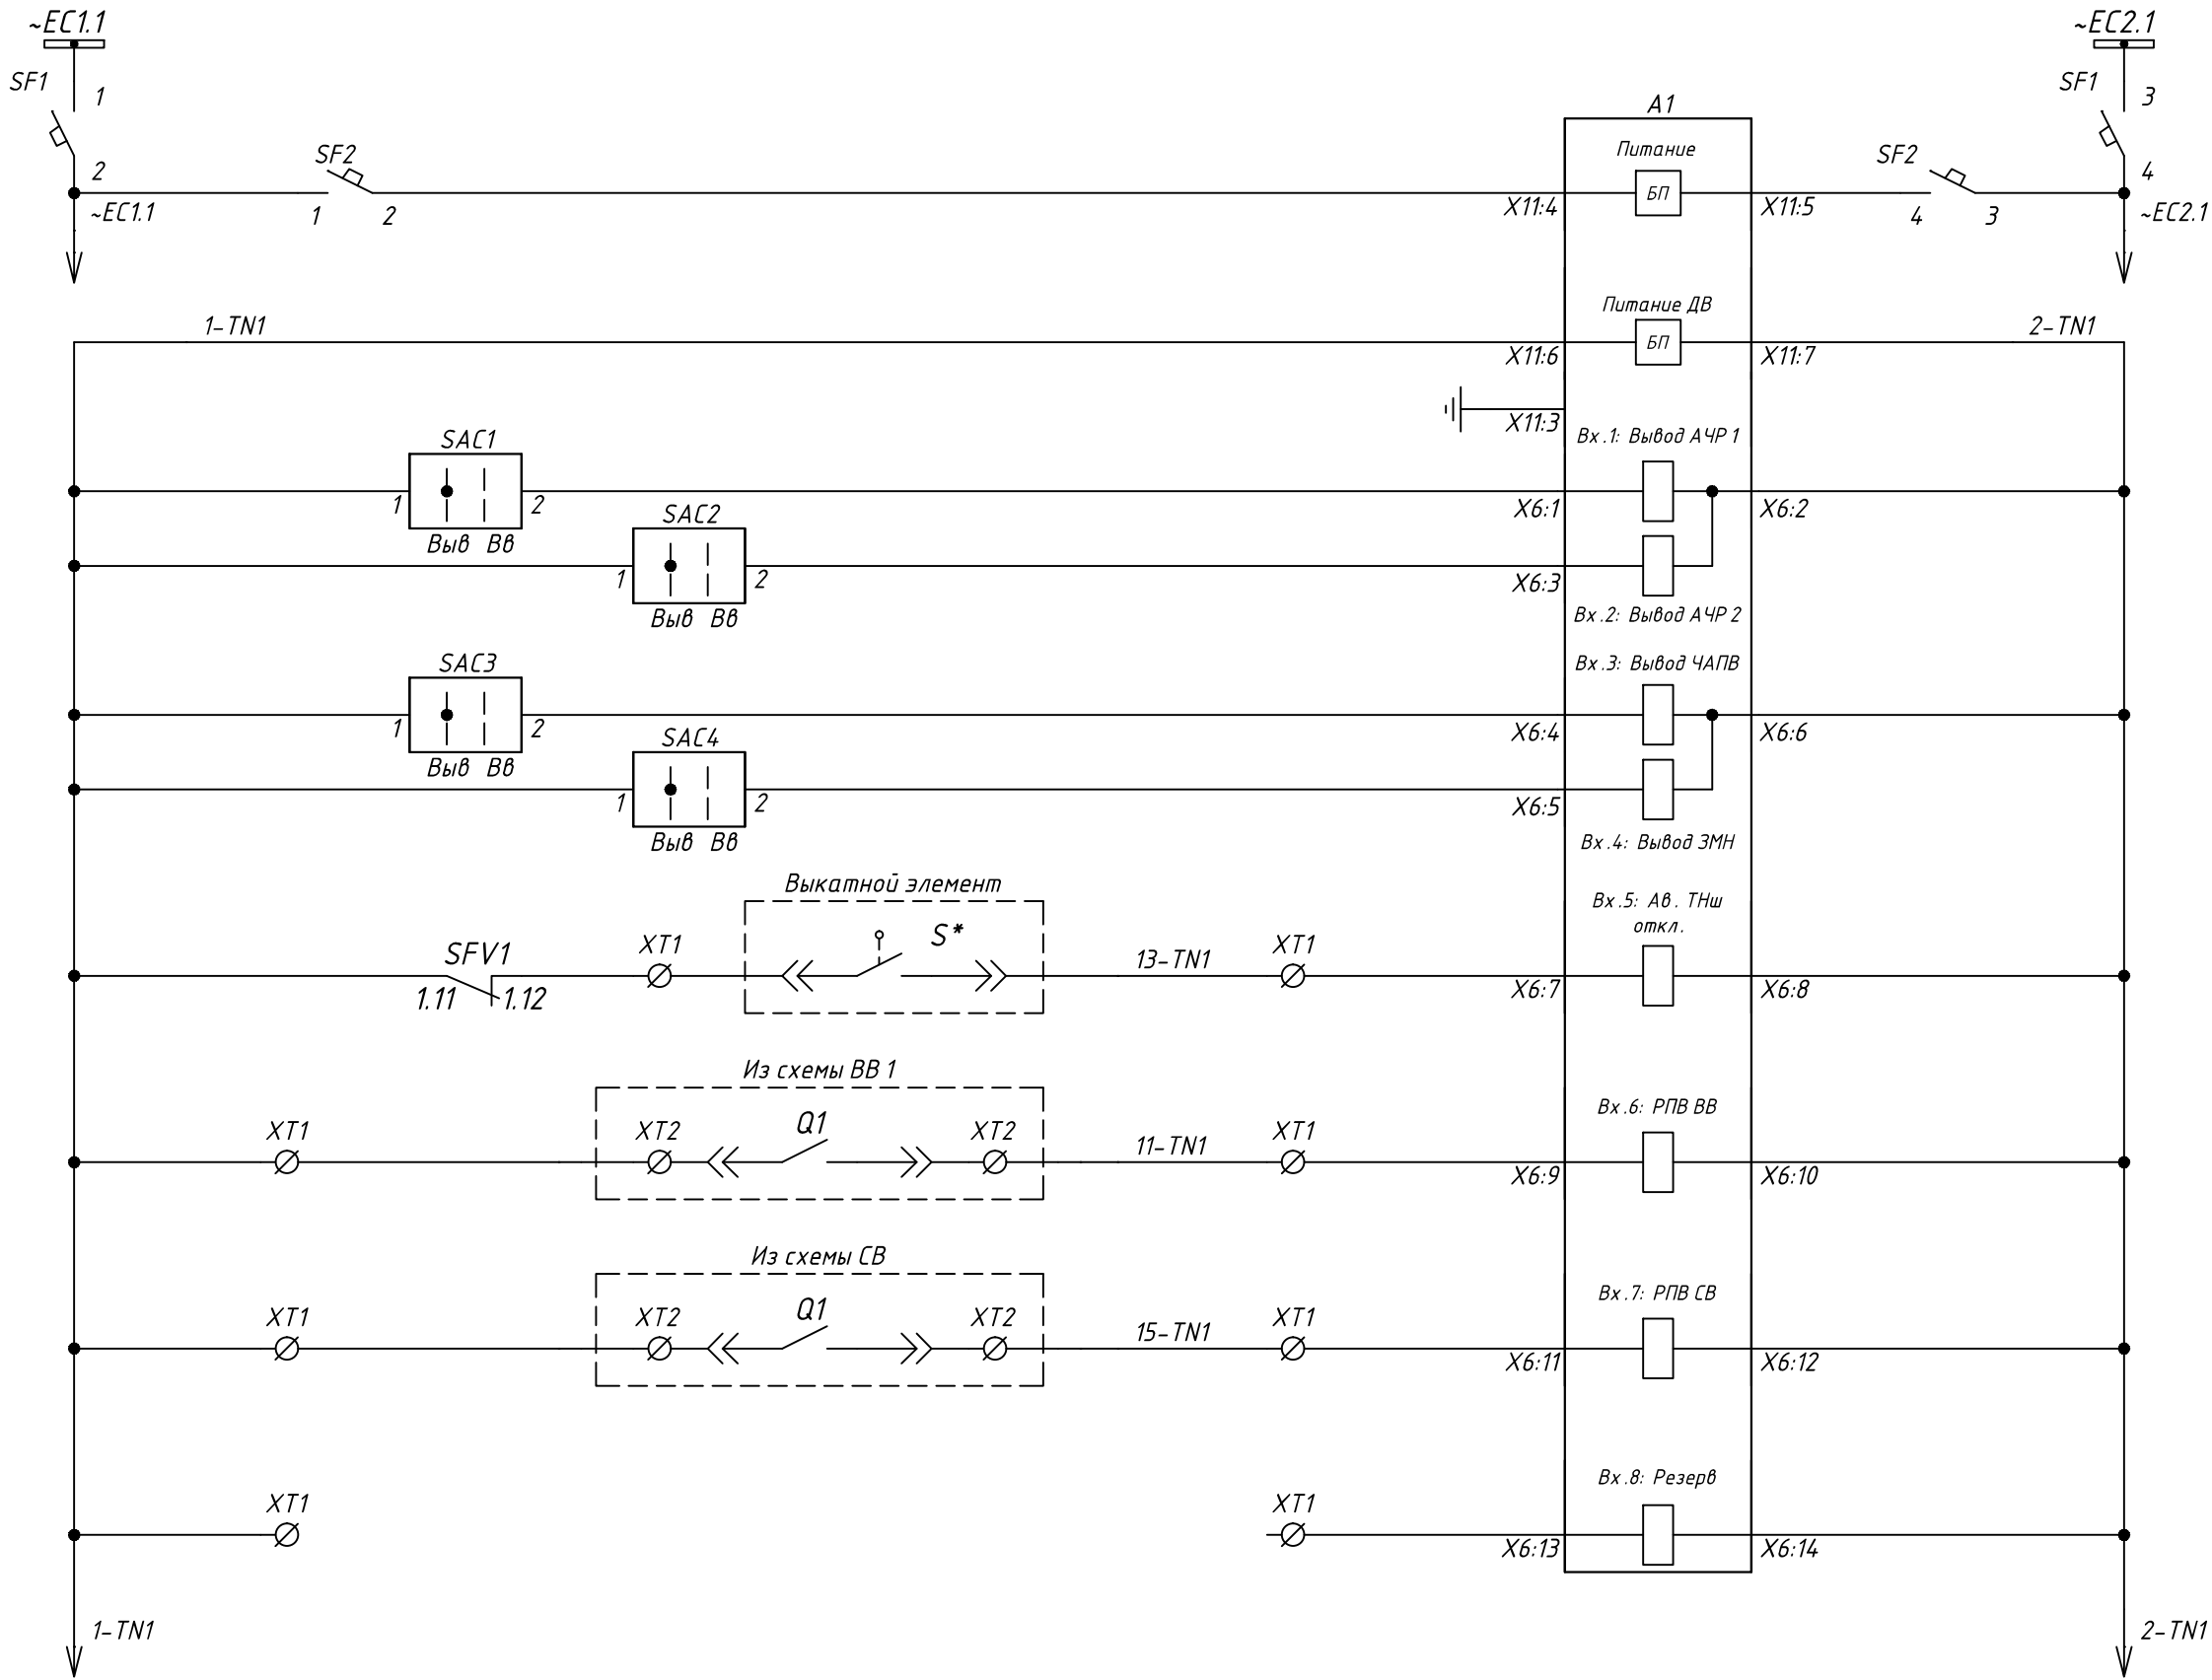 ~ЕС1.1
~ЕС2.1
SF1
1
SF1
3
А1
Питание
SF2
2
SF2
4
БП
~ЕС1.1
1
2
X11:4
X11:5
4
3
~ЕС2.1
Питание ДВ
1-TN1
2-TN1
БП
X11:6
X11:7
X11:3
SAC1
Вх.1: Вывод АЧР 1
1
2
X6:1
X6:2
SAC2
Выв Вв
1
2
X6:3
Выв Вв
Вх.2: Вывод АЧР 2
SAC3
Вх.3: Вывод ЧАПВ
1
2
X6:4
X6:6
SAC4
Выв Вв
1
2
X6:5
Выв Вв
Вх.4: Вывод ЗМН
Выкатной элемент
Вх.5: Ав. ТНш
откл.
SFV1
XT1
S*
13-TN1
XT1
1.11
1.12
X6:7
X6:8
Из схемы ВВ 1
Вх.6: РПВ ВВ
XT1
XT2
Q1
XT2
11-TN1
XT1
X6:9
X6:10
Из схемы СВ
Вх.7: РПВ СВ
XT1
XT2
Q1
XT2
15-TN1
XT1
X6:11
X6:12
Вх.8: Резерв
XT1
XT1
X6:13
X6:14
1-TN1
2-TN1